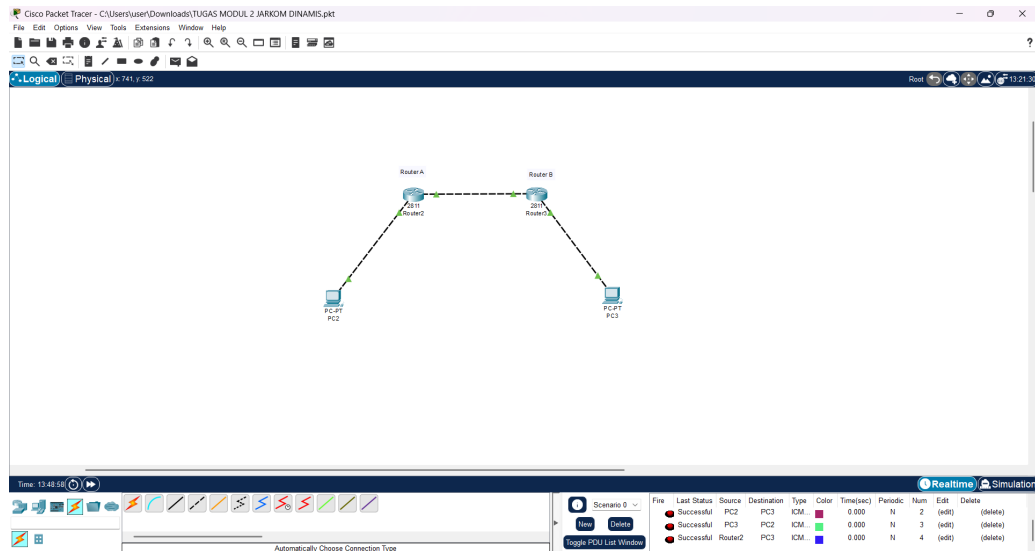 Cisco Packet Tracer - C:\Users\user\Downloads\TUGAS MODUL 2 JARKOM DINAMIS.pkt
File Edit Options View Tools Extensions Window Help
?
Logical Physical x: 741, y: 522 Root 13:21:30
Router A
Router B
2811
Router2
2811
Router3
PC-PT
PC2
PC-PT
PC3
Time: 13:48:58 Realtime Simulation
Scenario 0
New Delete
Toggle PDU List Window
Fire Last Status Source Destination Type Color Time(sec) Periodic Num Edit Delete
Successful PC2 PC3 ICM... 0.000 N 2 (edit) (delete)
Successful PC3 PC2 ICM... 0.000 N 3 (edit) (delete)
Successful Router2 PC3 ICM... 0.000 N 4 (edit) (delete)
Automatically Choose Connection Type